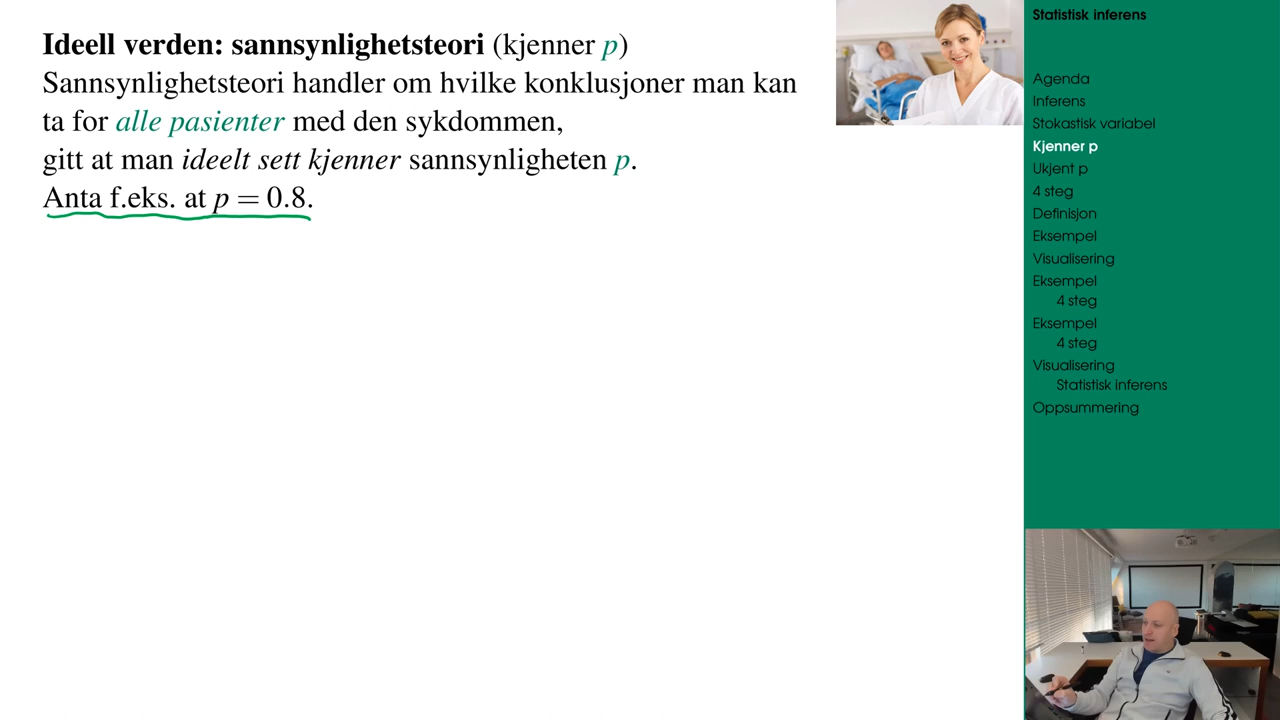 Ideell verden: sannsynlighetsteori (kjenner p)
Sannsynlighetsteori handler om hvilke konklusjoner man kan
ta for alle pasienter med den sykdommen,
gitt at man ideelt sett kjenner sannsynligheten p.
Anta f.eks. at p = 0.8.
Statistisk inferens
Agenda
Inferens
Stokastisk variabel
Kjenner p
Ukjent p
4 steg
Definisjon
Eksempel
Visualisering
Eksempel
4 steg
Eksempel
4 steg
Visualisering
Statistisk inferens
Oppsummering